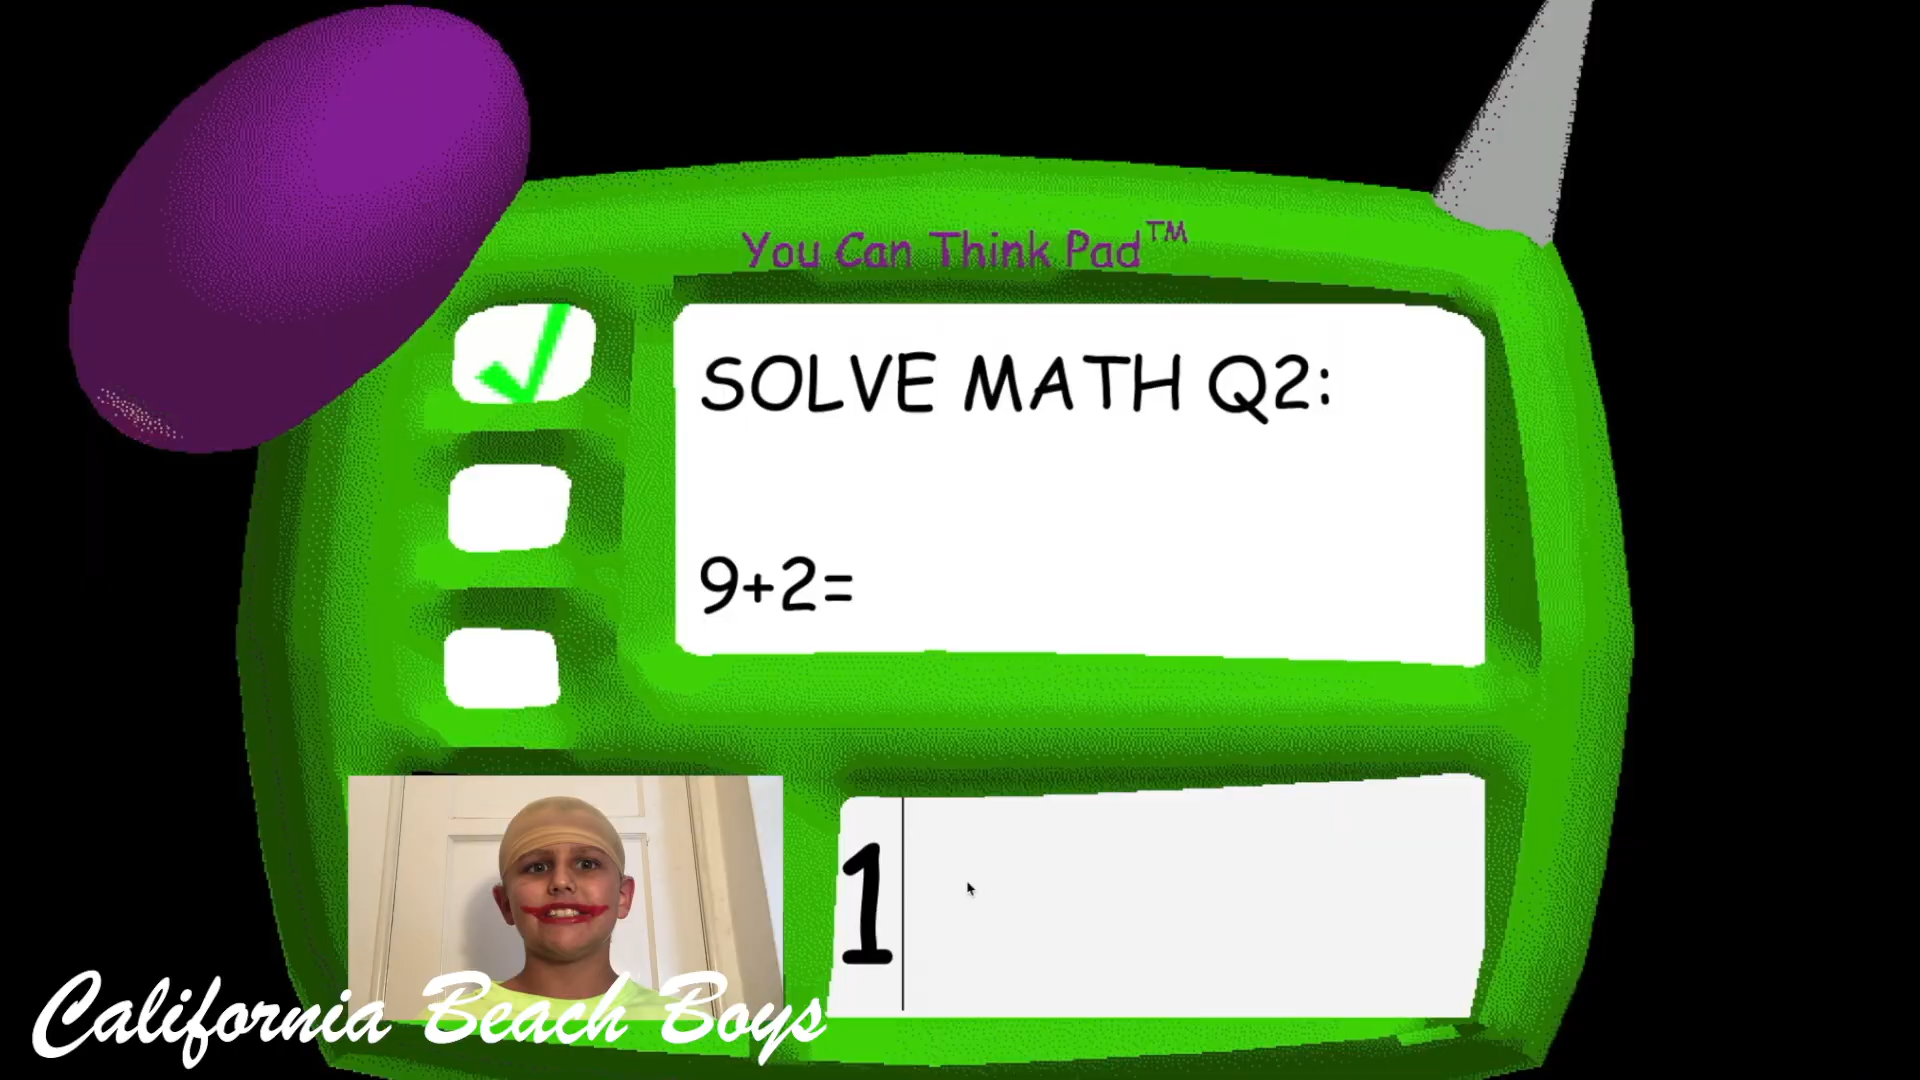 You Can Think Pad™
SOLVE MATH Q2:
9+2=
1
California Beach Boys